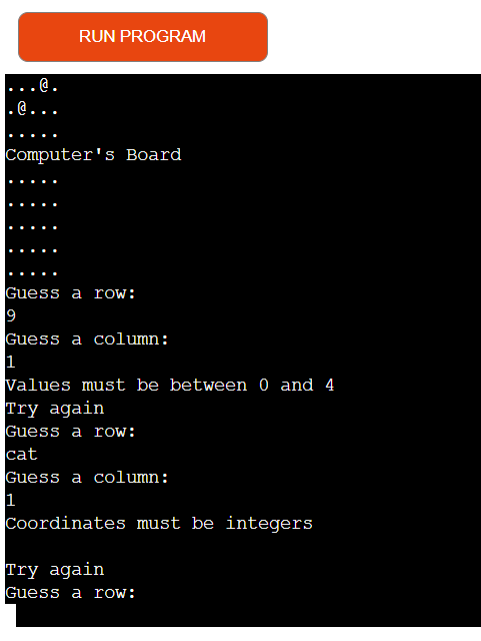 RUN PROGRAM
...@.
.@...
.....
Computer's Board
.....
.....
.....
.....
.....
Guess a row:
9
Guess a column:
1
Values must be between 0 and 4
Try again
Guess a row:
cat
Guess a column:
1
Coordinates must be integers
Try again
Guess a row: